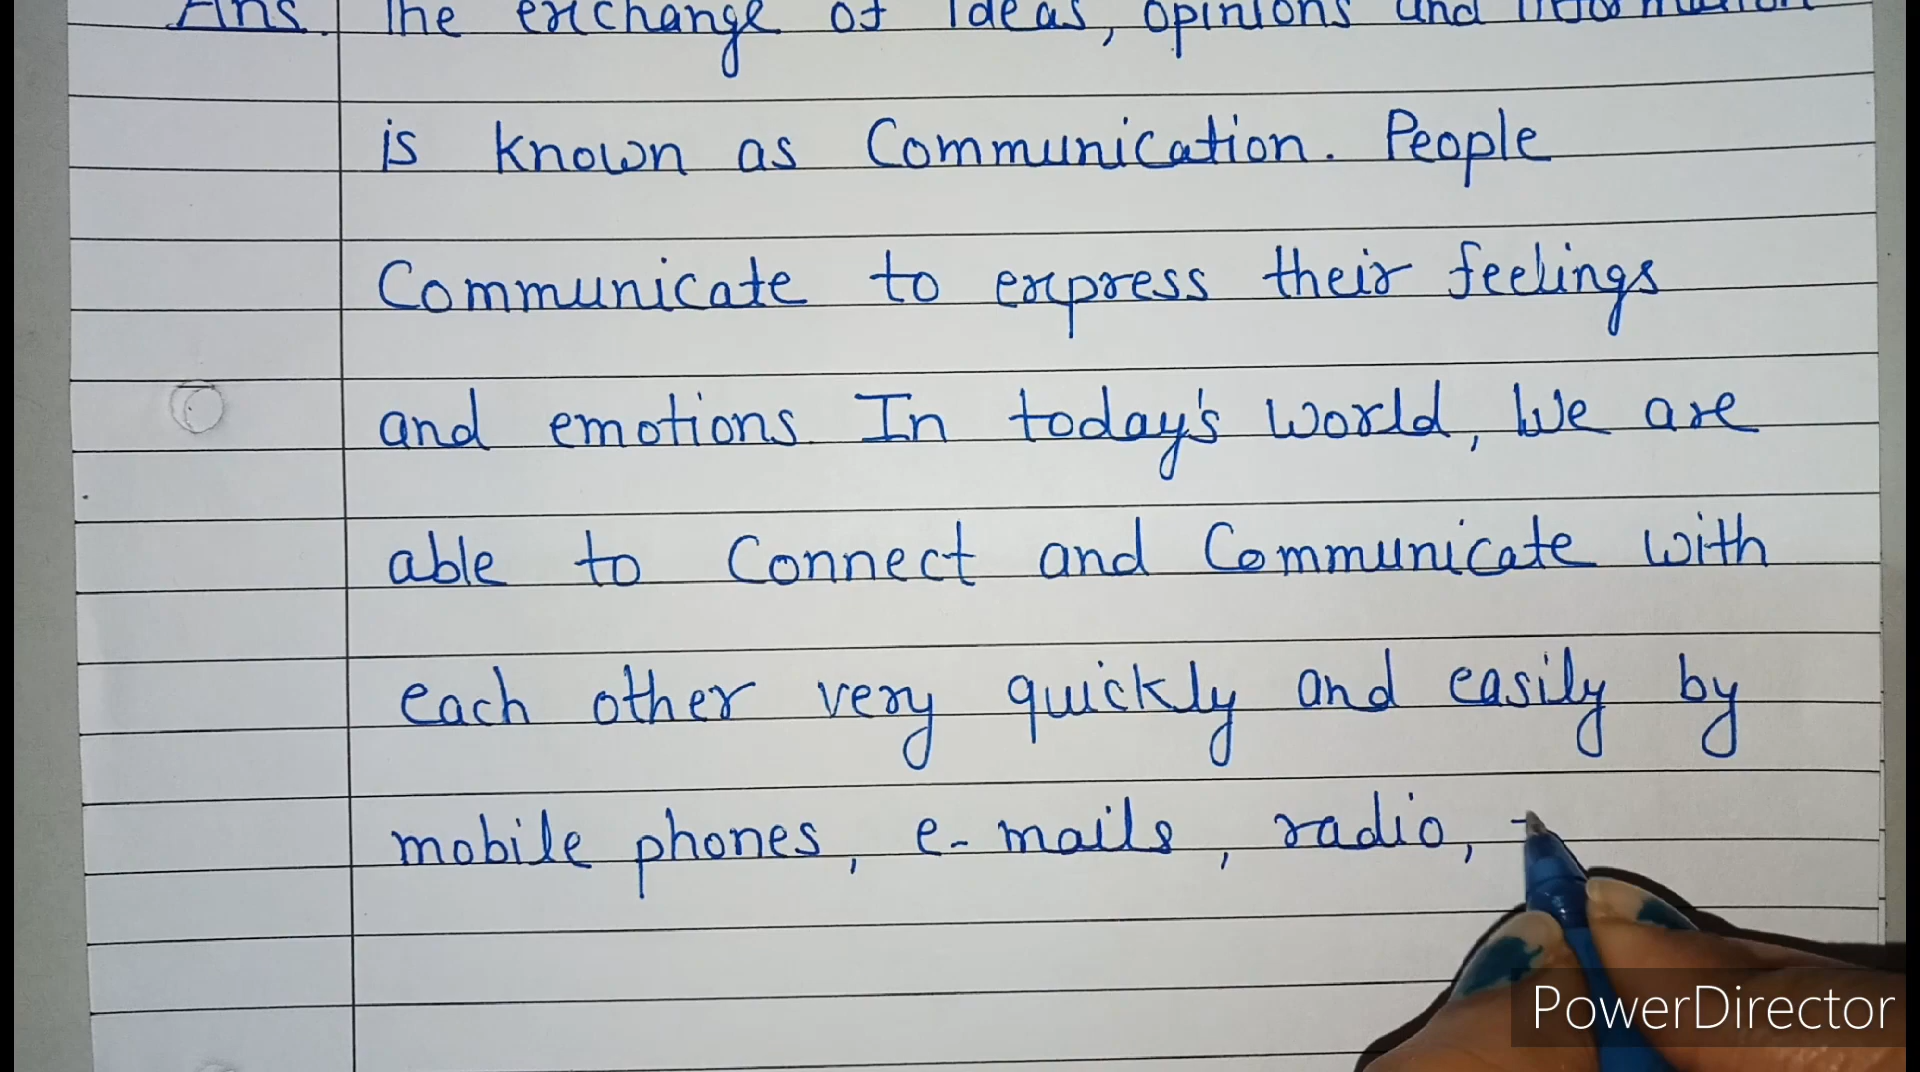 Ans. The exchange of Ideas, opinions and information
is known as Communication. People
Communicate to express their feelings
and emotions. In today's world, We are
able to Connect and Communicate with
each other very quickly and easily by
mobile phones, e-mails, radio,
PowerDirector